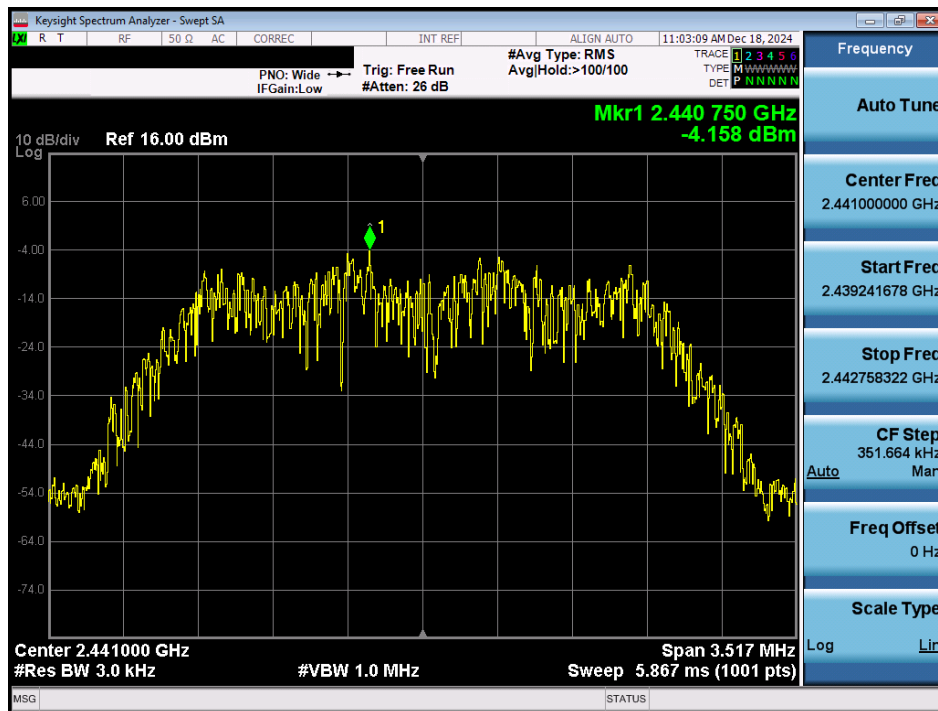 Keysight Spectrum Analyzer - Swept SA
LXI R T RF 50 Ω AC CORREC INT REF ALIGN AUTO 11:03:09 AM Dec 18, 2024
Frequency
PNO: Wide
IFGain:Low
Trig: Free Run
#Atten: 26 dB
#Avg Type: RMS
Avg|Hold:>100/100
TRACE 1 2 3 4 5 6
TYPE M W W W W W
DET P N N N N N
Mkr1 2.440 750 GHz
-4.158 dBm
10 dB/div
Log
Ref 16.00 dBm
1
6.00
-4.00
-14.0
-24.0
-34.0
-44.0
-54.0
-64.0
-74.0
Center 2.441000 GHz
#Res BW 3.0 kHz
#VBW 1.0 MHz
Span 3.517 MHz
Sweep 5.867 ms (1001 pts)
Auto Tune
Center Freq
2.441000000 GHz
Start Freq
2.439241678 GHz
Stop Freq
2.442758322 GHz
CF Step
351.664 kHz
Auto Man
Freq Offset
0 Hz
Scale Type
Log Lin
MSG STATUS